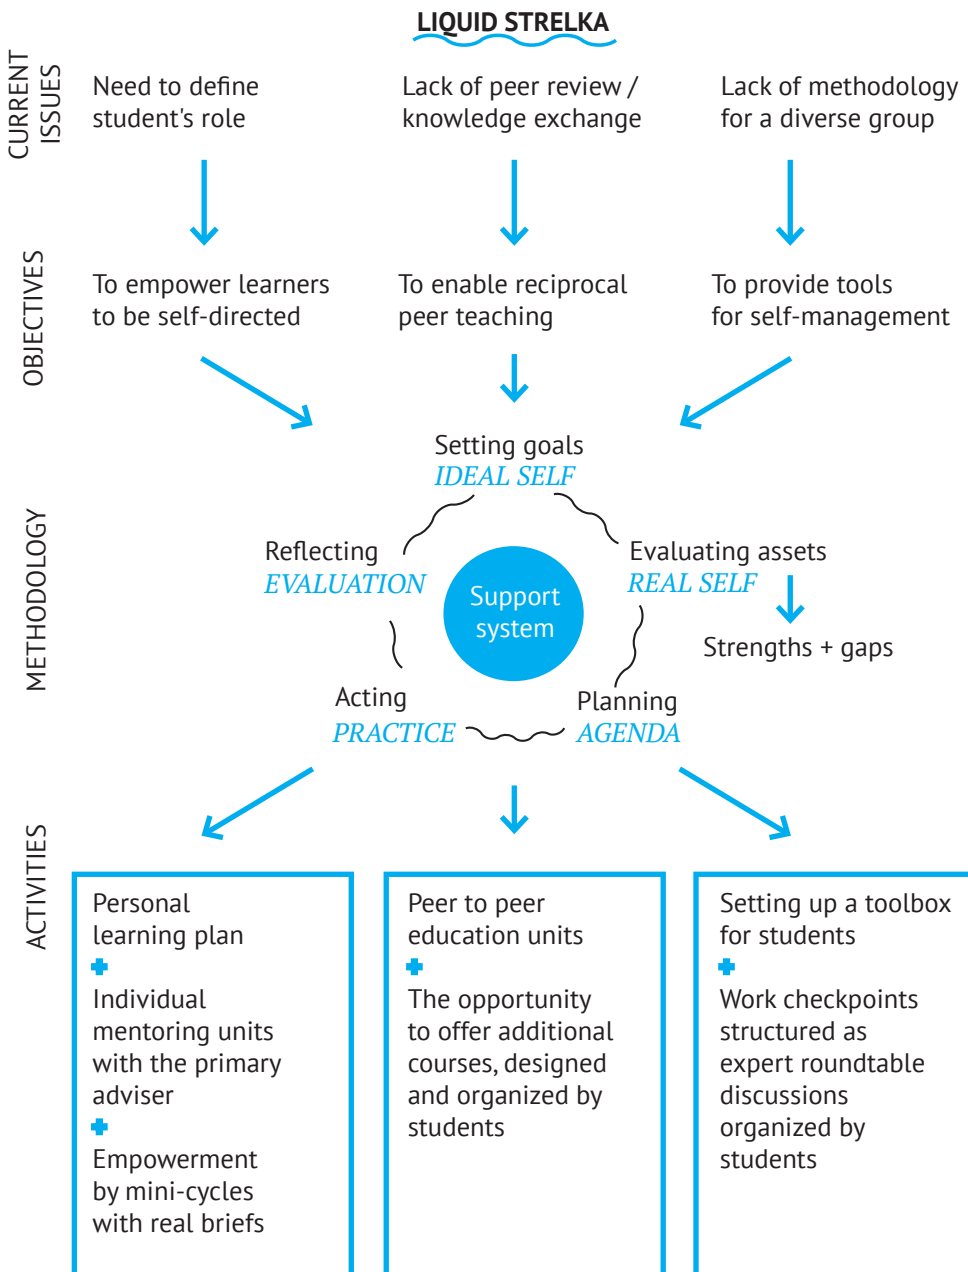 LIQUID STRELKA
CURRENT
ISSUES
Need to define
student's role
Lack of peer review /
knowledge exchange
Lack of methodology
for a diverse group
OBJECTIVES
To empower learners
to be self-directed
To enable reciprocal
peer teaching
To provide tools
for self-management
METHODOLOGY
Setting goals
IDEAL SELF
Reflecting
EVALUATION
Support
system
Evaluating assets
REAL SELF
Strengths + gaps
Acting
PRACTICE
Planning
AGENDA
ACTIVITIES
Personal
learning plan
+
Individual
mentoring units
with the primary
adviser
+
Empowerment
by mini-cycles
with real briefs
Peer to peer
education units
+
The opportunity
to offer additional
courses, designed
and organized by
students
Setting up a toolbox
for students
+
Work checkpoints
structured as
expert roundtable
discussions
organized by
students